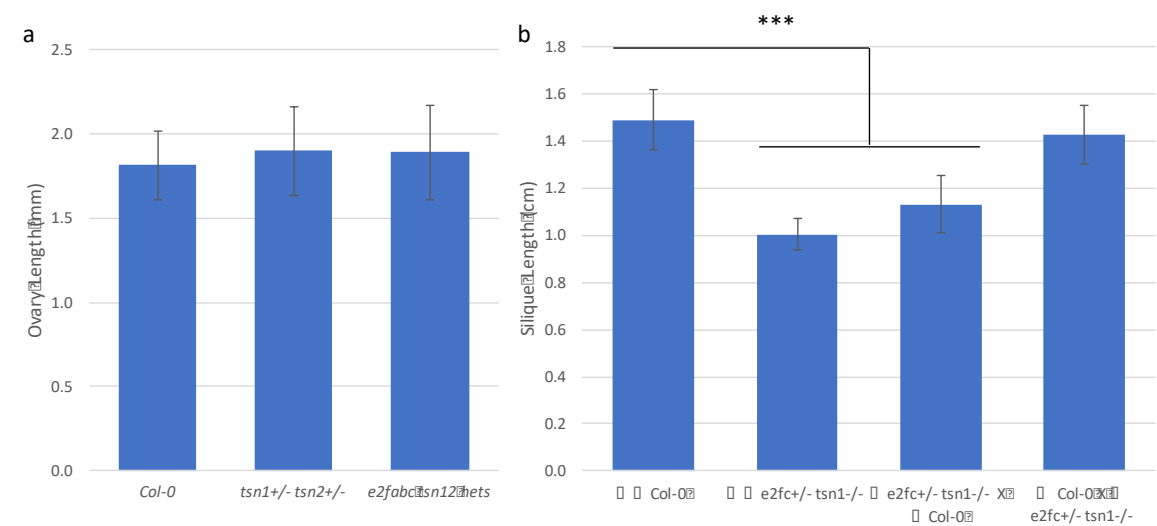 a
2.5
2.0
1.5
1.0
0.5
0.0
Ovary Length (mm)
Col-0
tsn1+/- tsn2+/-
e2fabc tsn12 hets
b
***
1.8
1.6
1.4
1.2
1.0
0.8
0.6
0.4
0.2
0.0
Silique Length (cm)
Col-0
e2fc+/- tsn1-/-
e2fc+/- tsn1-/- X
Col-0
Col-0 X
e2fc+/- tsn1-/-